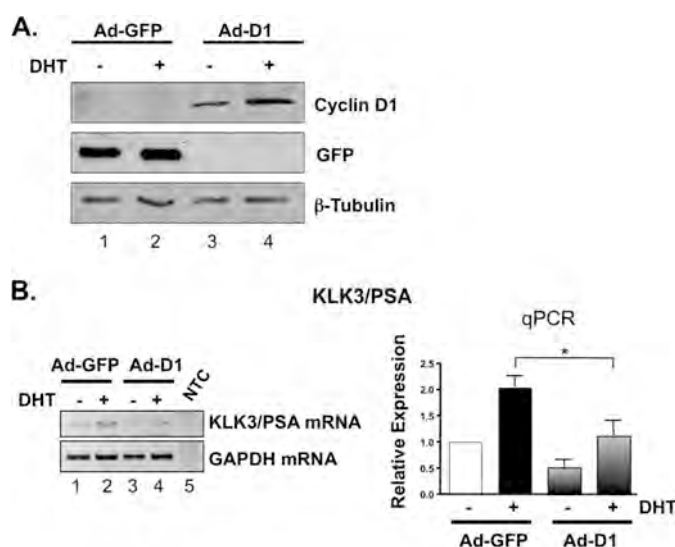 A.
Ad-GFP Ad-D1
DHT - + - +
Cyclin D1
GFP
β-Tubulin
1 2 3 4
B.
KLK3/PSA
Ad-GFP Ad-D1 NTC
DHT - + - +
KLK3/PSA mRNA
GAPDH mRNA
1 2 3 4 5
qPCR
*
Relative Expression
2.5
2.0
1.5
1.0
0.5
0.0
- + - + DHT
Ad-GFP Ad-D1